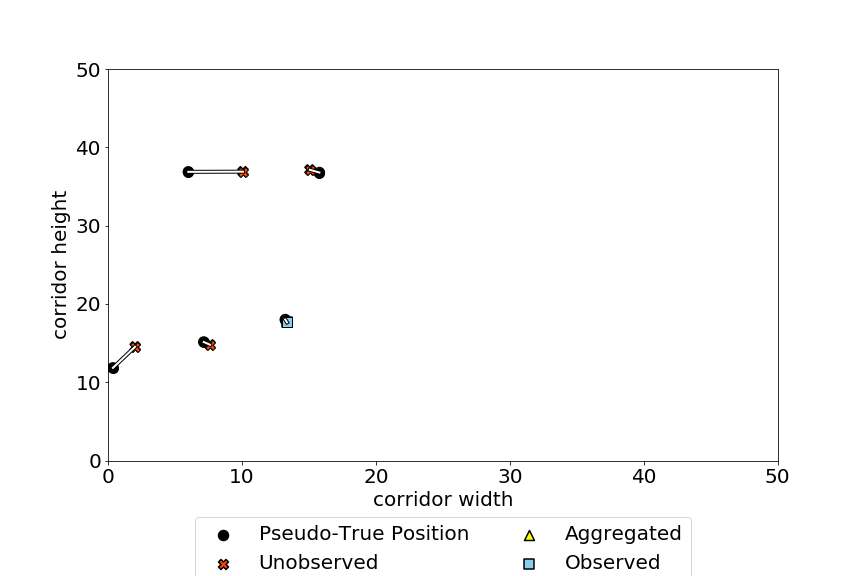 50
40
30
20
10
0
0 10 20 30 40 50
corridor height
corridor width
Pseudo-True Position Aggregated
Unobserved Observed